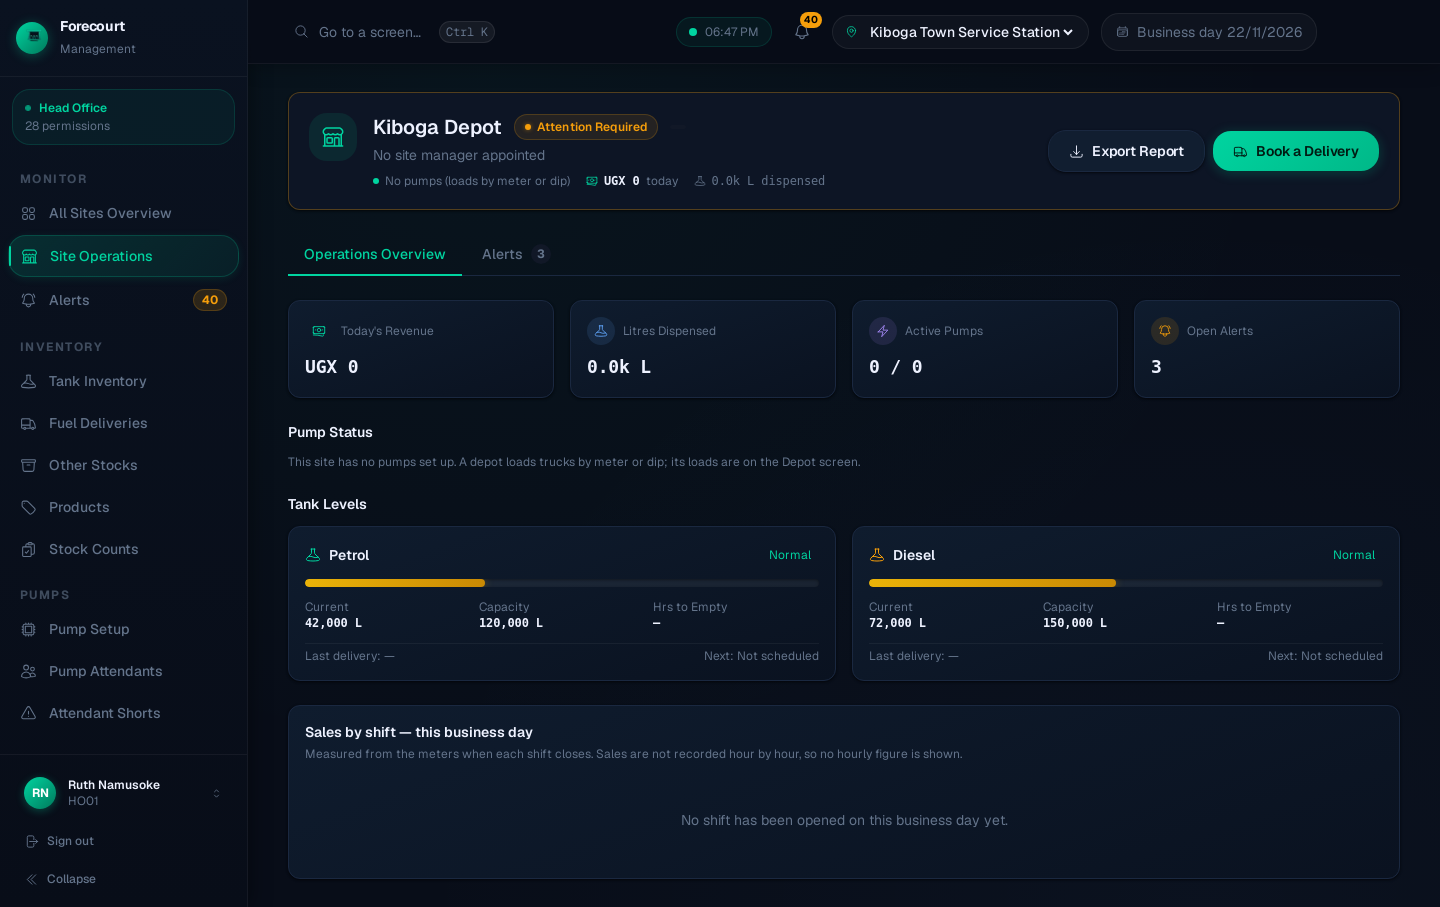 Forecourt
Management
Go to a screen...
Ctrl K
06:47 PM
40
Kiboga Town Service Station
Business day 22/11/2026
Head Office
28 permissions
MONITOR
All Sites Overview
Site Operations
Alerts
40
INVENTORY
Tank Inventory
Fuel Deliveries
Other Stocks
Products
Stock Counts
PUMPS
Pump Setup
Pump Attendants
Attendant Shorts
RN
Ruth Namusoke
HO01
Sign out
Collapse
Kiboga Depot
Attention Required
No site manager appointed
No pumps (loads by meter or dip)
UGX 0 today
0.0k L dispensed
Export Report
Book a Delivery
Operations Overview
Alerts 3
Today's Revenue
UGX 0
Litres Dispensed
0.0k L
Active Pumps
0 / 0
Open Alerts
3
Pump Status
This site has no pumps set up. A depot loads trucks by meter or dip; its loads are on the Depot screen.
Tank Levels
Petrol
Normal
Current
42,000 L
Capacity
120,000 L
Hrs to Empty
—
Last delivery: —
Next: Not scheduled
Diesel
Normal
Current
72,000 L
Capacity
150,000 L
Hrs to Empty
—
Last delivery: —
Next: Not scheduled
Sales by shift — this business day
Measured from the meters when each shift closes. Sales are not recorded hour by hour, so no hourly figure is shown.
No shift has been opened on this business day yet.